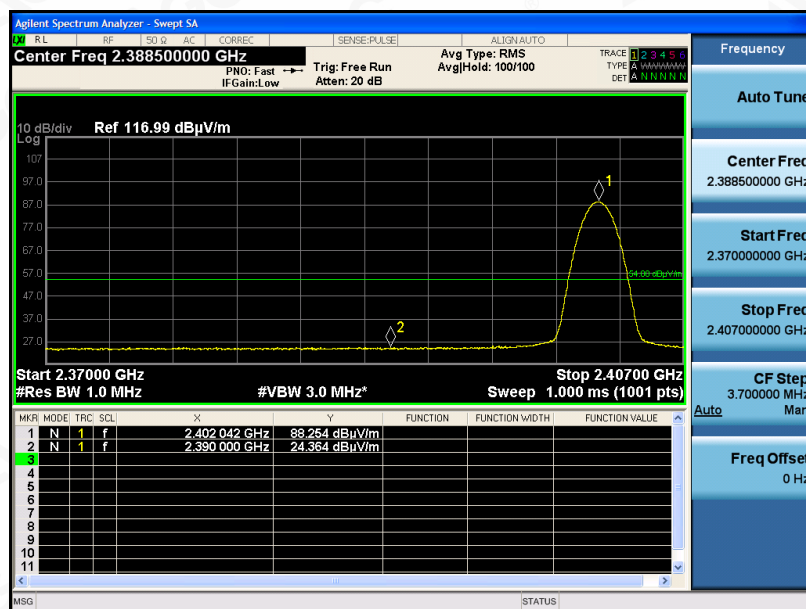 Agilent Spectrum Analyzer - Swept SA
LXI RL RF 50 Ω AC CORREC SENSE:PULSE ALIGN AUTO
Center Freq 2.388500000 GHz
PNO: Fast
IFGain:Low
Trig: Free Run
Atten: 20 dB
Avg Type: RMS
Avg|Hold: 100/100
TRACE 1 2 3 4 5 6
TYPE A WWWWW
DET A N N N N N
10 dB/div Ref 116.99 dBµV/m
Log
107
97.0
87.0
77.0
67.0
57.0
47.0
37.0
27.0
1
2
54.00 dBµV/m
Start 2.37000 GHz Stop 2.40700 GHz
#Res BW 1.0 MHz #VBW 3.0 MHz* Sweep 1.000 ms (1001 pts)
MKR MODE TRC SCL X Y FUNCTION FUNCTION WIDTH FUNCTION VALUE
1 N 1 f 2.402 042 GHz 88.254 dBµV/m
2 N 1 f 2.390 000 GHz 24.364 dBµV/m
3
4
5
6
7
8
9
10
11
MSG STATUS
Frequency
Auto Tune
Center Freq
2.388500000 GHz
Start Freq
2.370000000 GHz
Stop Freq
2.407000000 GHz
CF Step
3.700000 MHz
Auto Man
Freq Offset
0 Hz